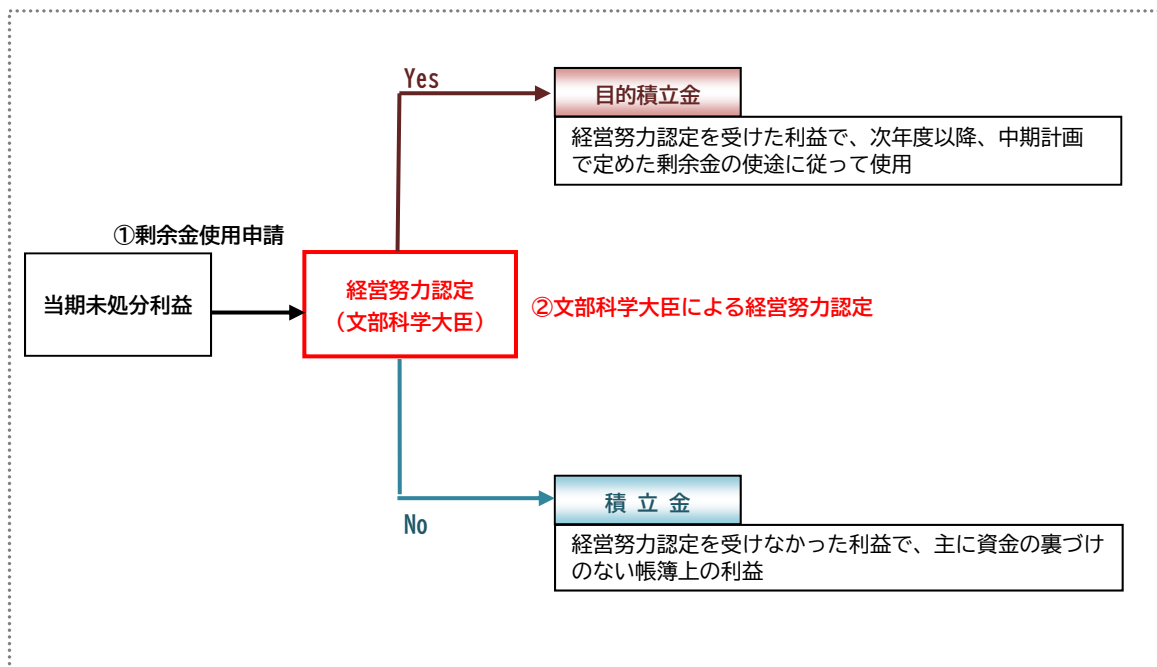 Yes
目的積立金
経営努力認定を受けた利益で、次年度以降、中期計画
で定めた剰余金の使途に従って使用
①剰余金使用申請
当期未処分利益
経営努力認定
（文部科学大臣）
②文部科学大臣による経営努力認定
積 立 金
No
経営努力認定を受けなかった利益で、主に資金の裏づけ
のない帳簿上の利益